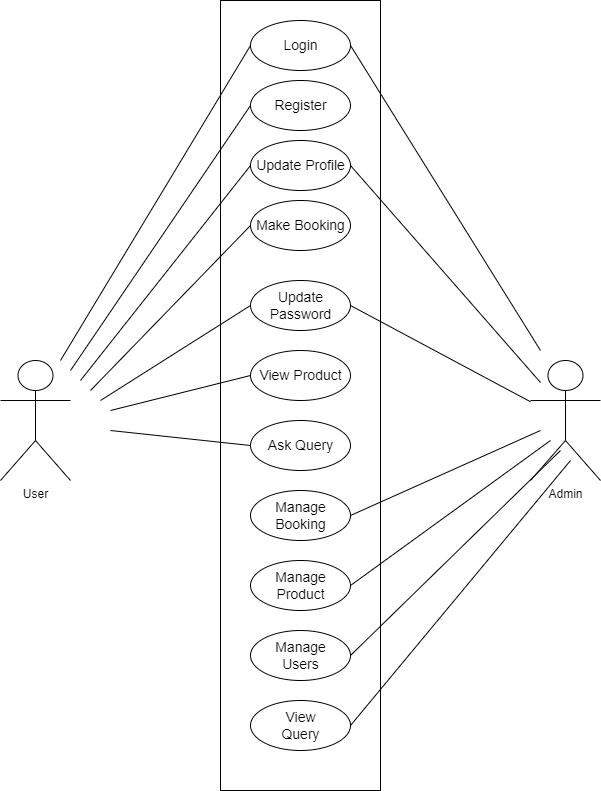 Login
Register
Update Profile
Make Booking
Update
Password
View Product
Ask Query
User
Admin
Manage
Booking
Manage
Product
Manage
Users
View
Query